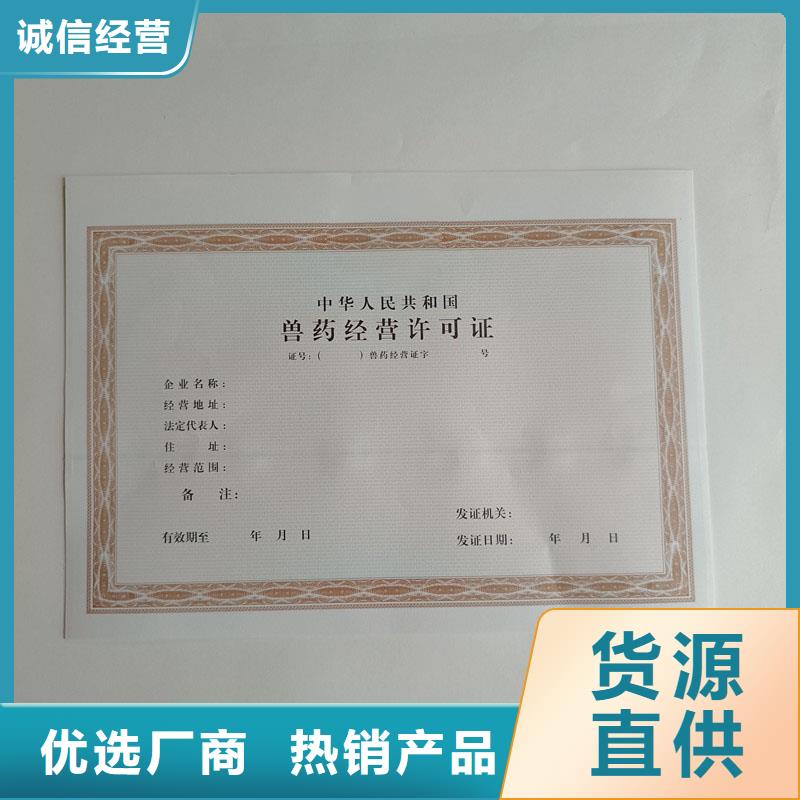 诚信经营
中华人民共和国
兽药经营许可证
证号：（ ）兽药经营证字 号
企业名称：
经营地址：
法定代表人：
住 址：
经营范围：
备 注：
发证机关：
有效期至 年 月 日
发证日期： 年 月 日
货源
直供
优选厂商 热销产品